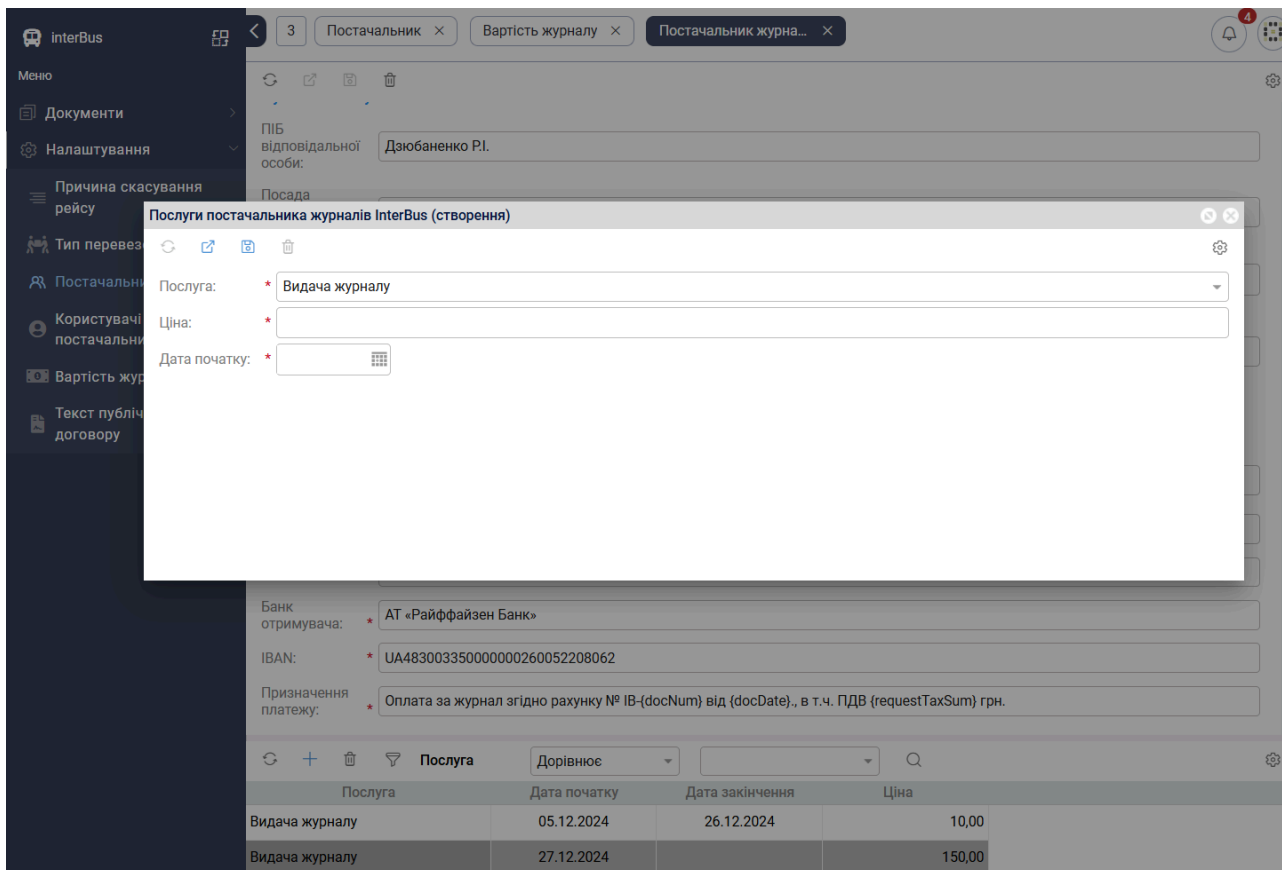 interBus
3
Постачальник
Вартість журналу
Постачальник журна...
4
Меню
Документи
Налаштування
Причина скасування
рейсу
Тип перевез
Постачальн
Користувачі
постачальни
Вартість жур
Текст публіч
договору
ПІБ
відповідальної
особи:
Дзюбаненко Р.І.
Посада
Послуги постачальника журналів InterBus (створення)
Послуга: * Видача журналу
Ціна: *
Дата початку: *
Банк
отримувача: * АТ «Райффайзен Банк»
IBAN: * UA483003350000000260052208062
Призначення
платежу: * Оплата за журнал згідно рахунку № IB-{docNum} від {docDate}., в т.ч. ПДВ {requestTaxSum} грн.
Послуга Дорівнює
Послуга Дата початку Дата закінчення Ціна
Видача журналу 05.12.2024 26.12.2024 10,00
Видача журналу 27.12.2024 150,00